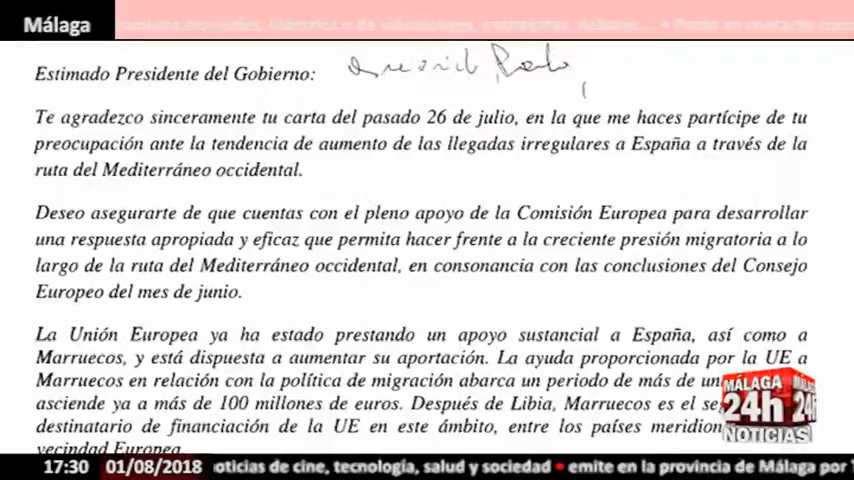 Málaga
Estimado Presidente del Gobierno:
Te agradezco sinceramente tu carta del pasado 26 de julio, en la que me haces partícipe de tu
preocupación ante la tendencia de aumento de las llegadas irregulares a España a través de la
ruta del Mediterráneo occidental.
Deseo asegurarte de que cuentas con el pleno apoyo de la Comisión Europea para desarrollar
una respuesta apropiada y eficaz que permita hacer frente a la creciente presión migratoria a lo
largo de la ruta del Mediterráneo occidental, en consonancia con las conclusiones del Consejo
Europeo del mes de junio.
La Unión Europea ya ha estado prestando un apoyo sustancial a España, así como a
Marruecos, y está dispuesta a aumentar su aportación. La ayuda proporcionada por la UE a
Marruecos en relación con la política de migración abarca un periodo de más de un
asciende ya a más de 100 millones de euros. Después de Libia, Marruecos es el se
destinatario de financiación de la UE en este ámbito, entre los países meridion
vecindad Europea.
MÁLAGA
24h 24
NOTICIAS
17:30 01/08/2018 oticias de cine, tecnología, salud y sociedad • emite en la provincia de Málaga por T